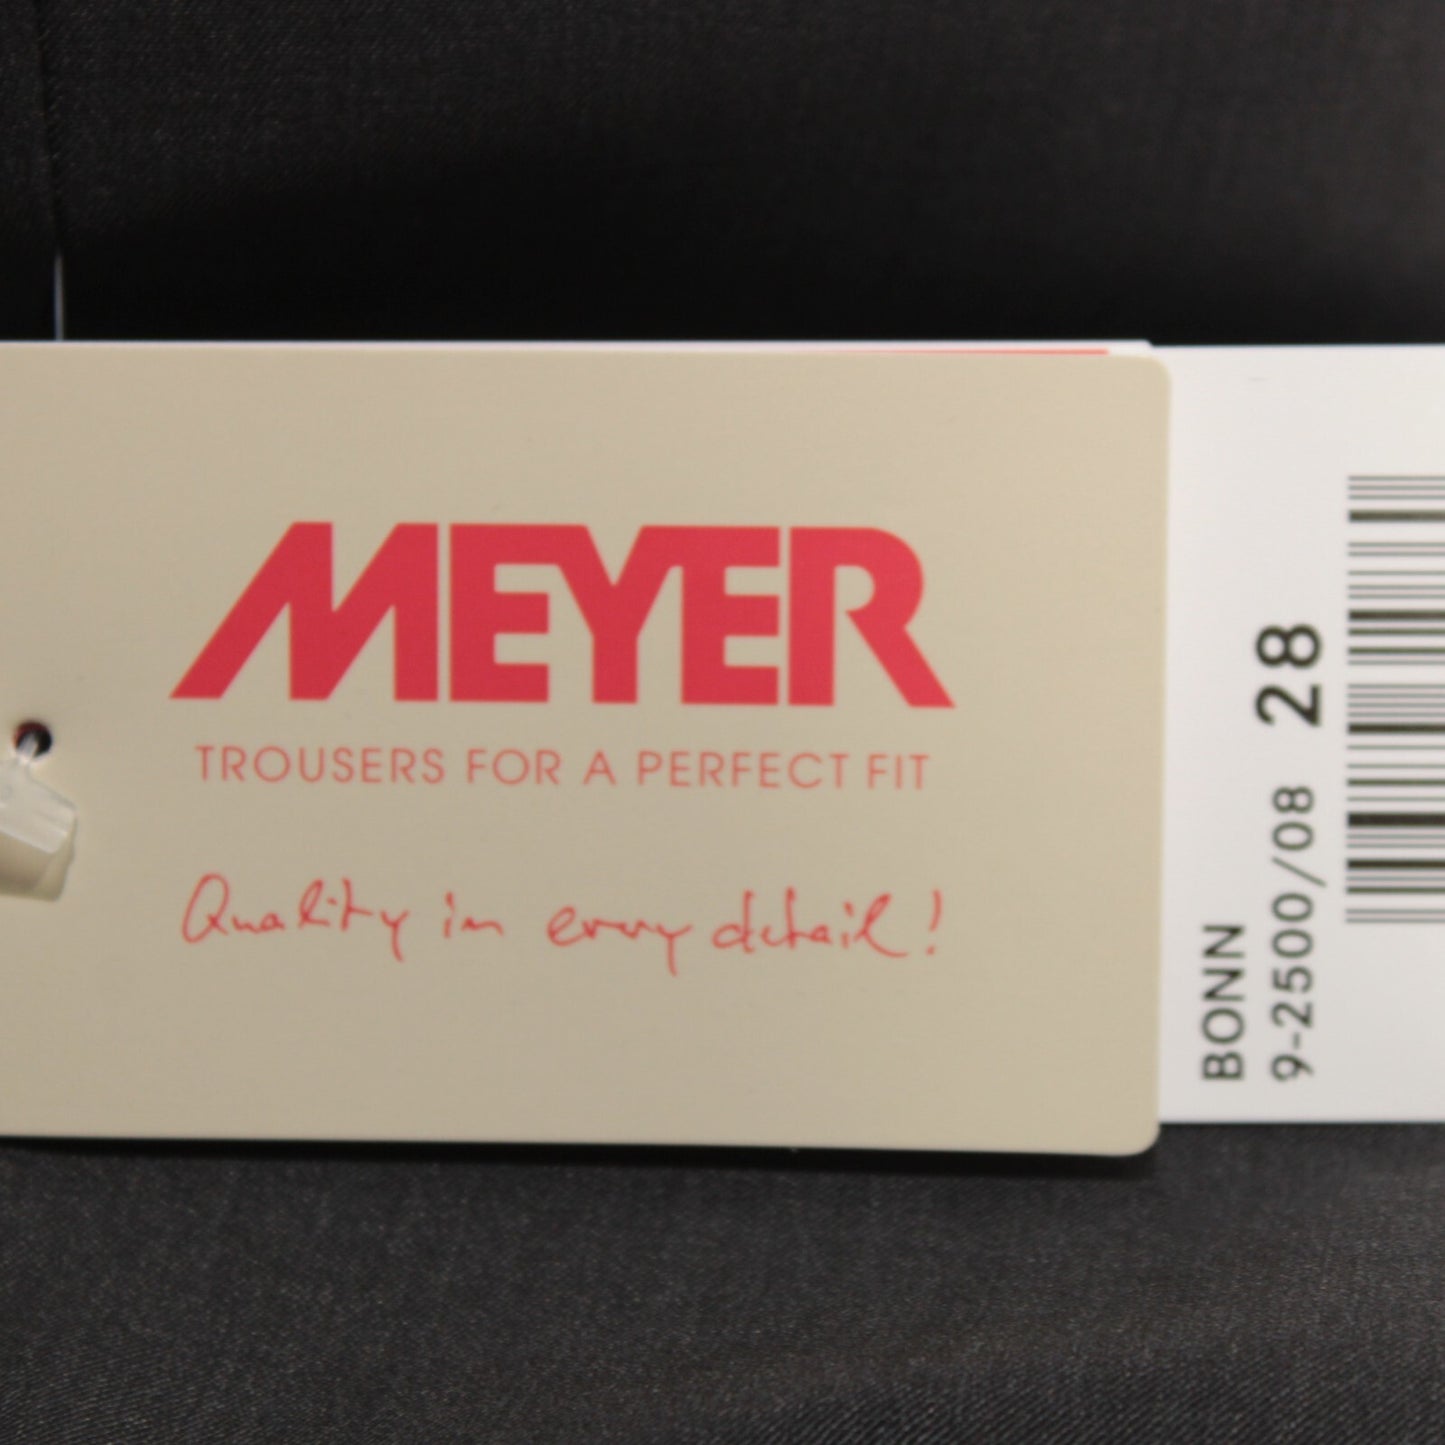 MEYER
TROUSERS FOR A PERFECT FIT
Quality in every detail!
BONN
9-2500/08 28